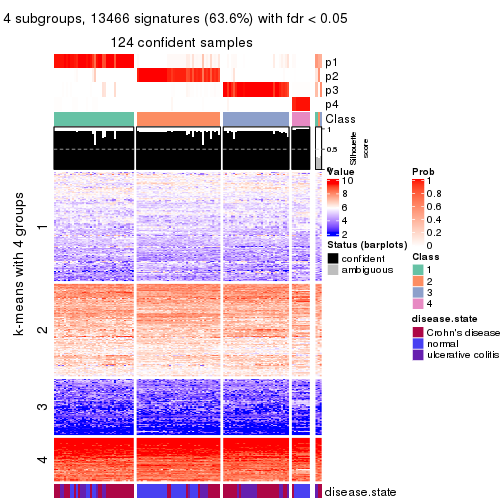 4 subgroups, 13466 signatures (63.6%) with fdr < 0.05
124 confident samples
p1
p2
p3
p4
Class
1
0.5
0
Silhouette
score
k-means with 4 groups
1
2
3
4
disease.state
Value
10
8
6
4
2
Status (barplots)
confident
ambiguous
Prob
1
0.8
0.6
0.4
0.2
0
Class
1
2
3
4
disease.state
Crohn's disease
normal
ulcerative colitis